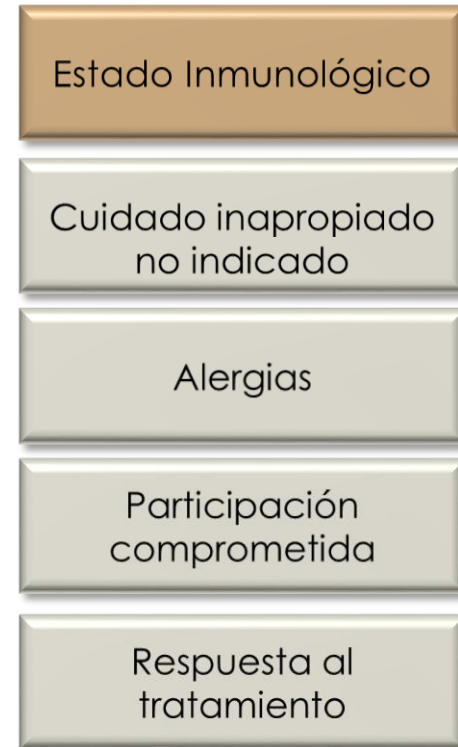 Estado Inmunológico
Cuidado inapropiado
no indicado
Alergias
Participación
comprometida
Respuesta al
tratamiento